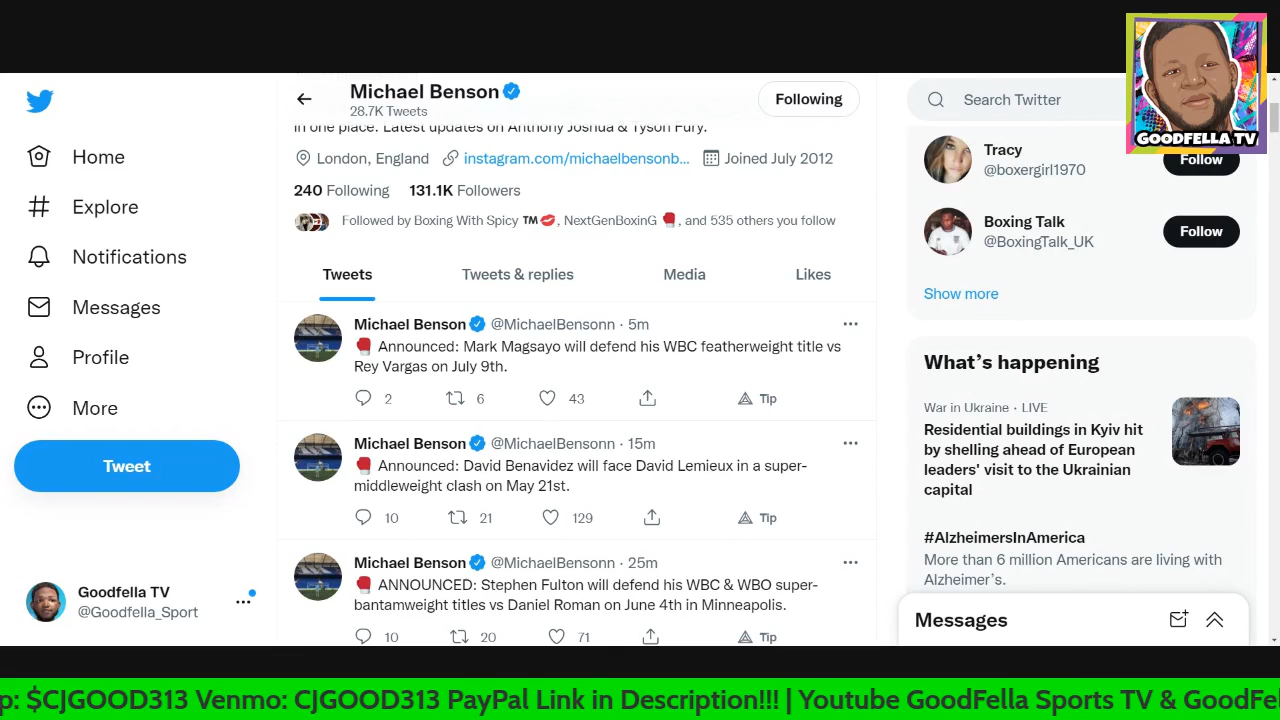 GOODFELLA TV
Michael Benson
28.7K Tweets
Following
Search Twitter
in one place. Latest updates on Anthony Joshua & Tyson Fury.
London, England instagram.com/michaelbensonb... Joined July 2012
240 Following 131.1K Followers
Followed by Boxing With Spicy ™️, NextGenBoxinG, and 535 others you follow
Tweets Tweets & replies Media Likes
Home
Explore
Notifications
Messages
Profile
More
Tweet
Goodfella TV
@Goodfella_Sport
Michael Benson @MichaelBensonn · 5m
Announced: Mark Magsayo will defend his WBC featherweight title vs
Rey Vargas on July 9th.
2 6 43 Tip
Michael Benson @MichaelBensonn · 15m
Announced: David Benavidez will face David Lemieux in a super-
middleweight clash on May 21st.
10 21 129 Tip
Michael Benson @MichaelBensonn · 25m
ANNOUNCED: Stephen Fulton will defend his WBC & WBO super-
bantamweight titles vs Daniel Roman on June 4th in Minneapolis.
10 20 71 Tip
Tracy
@boxergirl1970
Follow
Boxing Talk
@BoxingTalk_UK
Follow
Show more
What's happening
War in Ukraine · LIVE
Residential buildings in Kyiv hit
by shelling ahead of European
leaders' visit to the Ukrainian
capital
#AlzheimersInAmerica
More than 6 million Americans are living with
Alzheimer's.
Messages
p: $CJGOOD313 Venmo: CJGOOD313 PayPal Link in Description!!! | Youtube GoodFella Sports TV & GoodFe